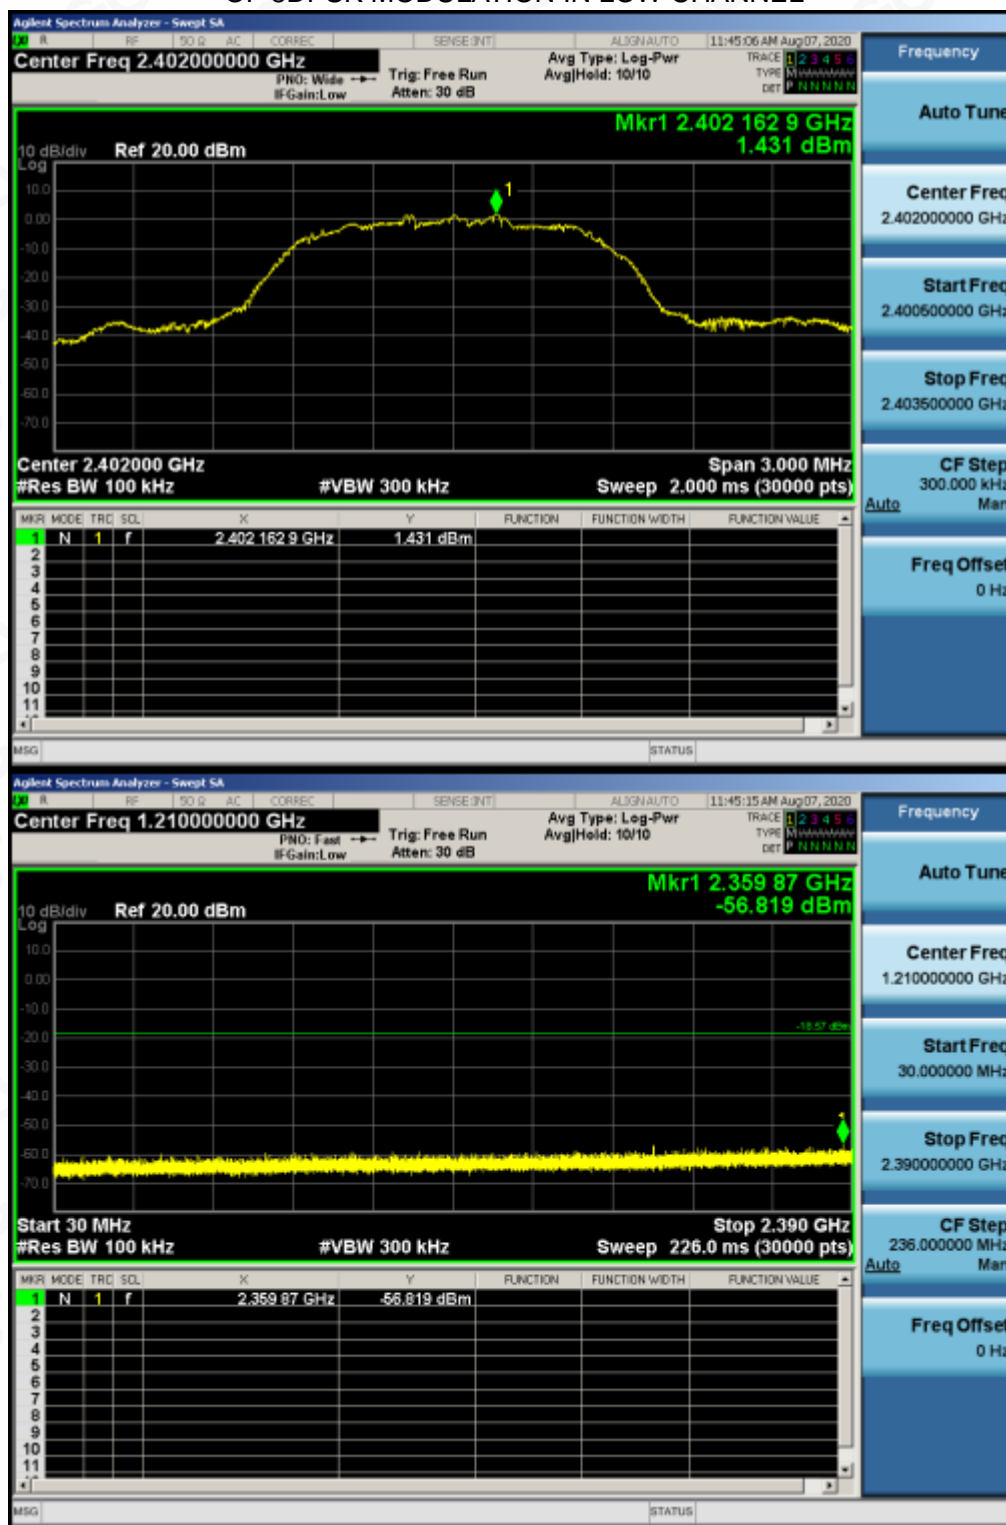 Agilent Spectrum Analyzer - Swept SA
R RF 50 Ω AC CORREC SENSE:INT ALIGNAUTO 11:45:06 AM Aug 07, 2020
Center Freq 2.402000000 GHz
PNO: Wide
IFGain:Low
Trig: Free Run
Atten: 30 dB
Avg Type: Log-Pwr
Avg|Hold: 10/10
TRACE 1 2 3 4 5 6
TYPE M
DET P N N N N N
Frequency
Auto Tune
Mkr1 2.402 162 9 GHz
1.431 dBm
10 dB/div
Log
Ref 20.00 dBm
10.0
0.00
-10.0
-20.0
-30.0
-40.0
-50.0
-60.0
-70.0
1
Center Freq
2.402000000 GHz
Start Freq
2.400500000 GHz
Stop Freq
2.403500000 GHz
CF Step
300.000 kHz
Auto Man
Freq Offset
0 Hz
Center 2.402000 GHz Span 3.000 MHz
#Res BW 100 kHz #VBW 300 kHz Sweep 2.000 ms (30000 pts)
MKR MODE TRC SCL X Y FUNCTION FUNCTION WIDTH FUNCTION VALUE
1 N 1 f 2.402 162 9 GHz 1.431 dBm
2
3
4
5
6
7
8
9
10
11
MSG STATUS
Agilent Spectrum Analyzer - Swept SA
R RF 50 Ω AC CORREC SENSE:INT ALIGNAUTO 11:45:15 AM Aug 07, 2020
Center Freq 1.210000000 GHz
PNO: Fast
IFGain:Low
Trig: Free Run
Atten: 30 dB
Avg Type: Log-Pwr
Avg|Hold: 10/10
TRACE 1 2 3 4 5 6
TYPE M
DET P N N N N N
Frequency
Auto Tune
Mkr1 2.359 87 GHz
-56.819 dBm
10 dB/div
Log
Ref 20.00 dBm
10.0
0.00
-10.0
-20.0
-30.0
-40.0
-50.0
-60.0
-70.0
-18.57 dBm
1
Center Freq
1.210000000 GHz
Start Freq
30.000000 MHz
Stop Freq
2.390000000 GHz
CF Step
236.000000 MHz
Auto Man
Freq Offset
0 Hz
Start 30 MHz Stop 2.390 GHz
#Res BW 100 kHz #VBW 300 kHz Sweep 226.0 ms (30000 pts)
MKR MODE TRC SCL X Y FUNCTION FUNCTION WIDTH FUNCTION VALUE
1 N 1 f 2.359 87 GHz -56.819 dBm
2
3
4
5
6
7
8
9
10
11
MSG STATUS